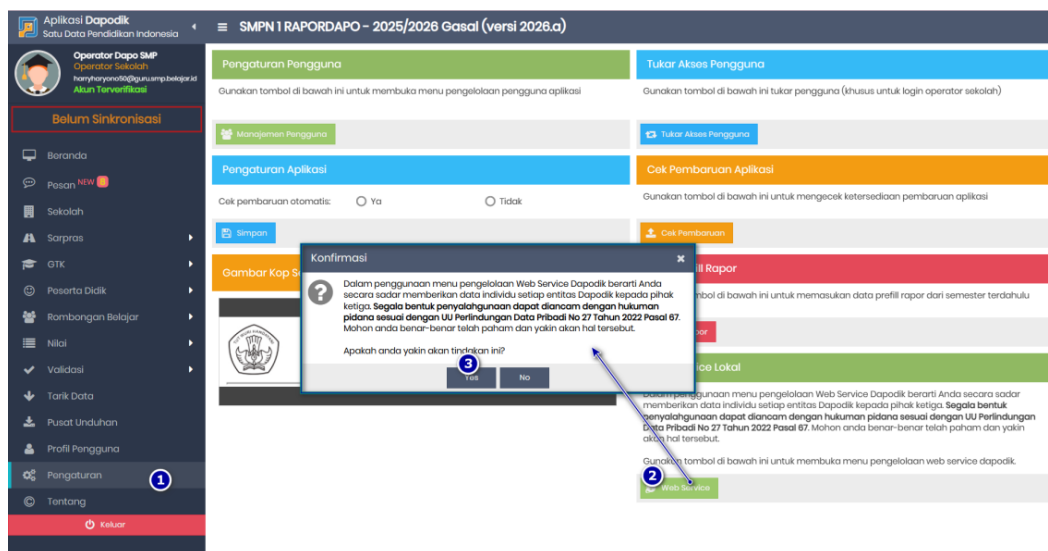 Aplikasi Dapodik
Satu Data Pendidikan Indonesia
SMPN 1 RAPORDAPO - 2025/2026 Gasal (versi 2026.a)
Operator Dapo SMP
Operator Sekolah
harryharyono50@guru.smp.belajar.id
Akun Terverifikasi
Belum Sinkronisasi
Beranda
Pesan NEW 8
Sekolah
Sarpras
GTK
Peserta Didik
Rombongan Belajar
Nilai
Validasi
Tarik Data
Pusat Unduhan
Profil Pengguna
Pengaturan
1
Tentang
Keluar
Pengaturan Pengguna
Gunakan tombol di bawah ini untuk membuka menu pengelolaan pengguna aplikasi
Manajemen Pengguna
Tukar Akses Pengguna
Gunakan tombol di bawah ini tukar pengguna (khusus untuk login operator sekolah)
Tukar Akses Pengguna
Pengaturan Aplikasi
Cek pembaruan otomatis: Ya Tidak
Simpan
Cek Pembaruan Aplikasi
Gunakan tombol di bawah ini untuk mengecek ketersediaan pembaruan aplikasi
Cek Pembaruan
Gambar Kop S
Konfirmasi
Dalam penggunaan menu pengelolaan Web Service Dapodik berarti Anda
secara sadar memberikan data individu setiap entitas Dapodik kepada pihak
ketiga. Segala bentuk penyalahgunaan dapat diancam dengan hukuman
pidana sesuai dengan UU Perlindungan Data Pribadi No 27 Tahun 2022 Pasal 67.
Mohon anda benar-benar telah paham dan yakin akan hal tersebut.
Apakah anda yakin akan tindakan ini?
3
Yes No
ll Rapor
mbol di bawah ini untuk memasukan data prefill rapor dari semester terdahulu
por
ice Lokal
Dalam penggunaan menu pengelolaan Web Service Dapodik berarti Anda secara sadar
memberikan data individu setiap entitas Dapodik kepada pihak ketiga. Segala bentuk
penyalahgunaan dapat diancam dengan hukuman pidana sesuai dengan UU Perlindungan
Data Pribadi No 27 Tahun 2022 Pasal 67. Mohon anda benar-benar telah paham dan yakin
akan hal tersebut.
Gunakan tombol di bawah ini untuk membuka menu pengelolaan web service dapodik.
2
Web Service